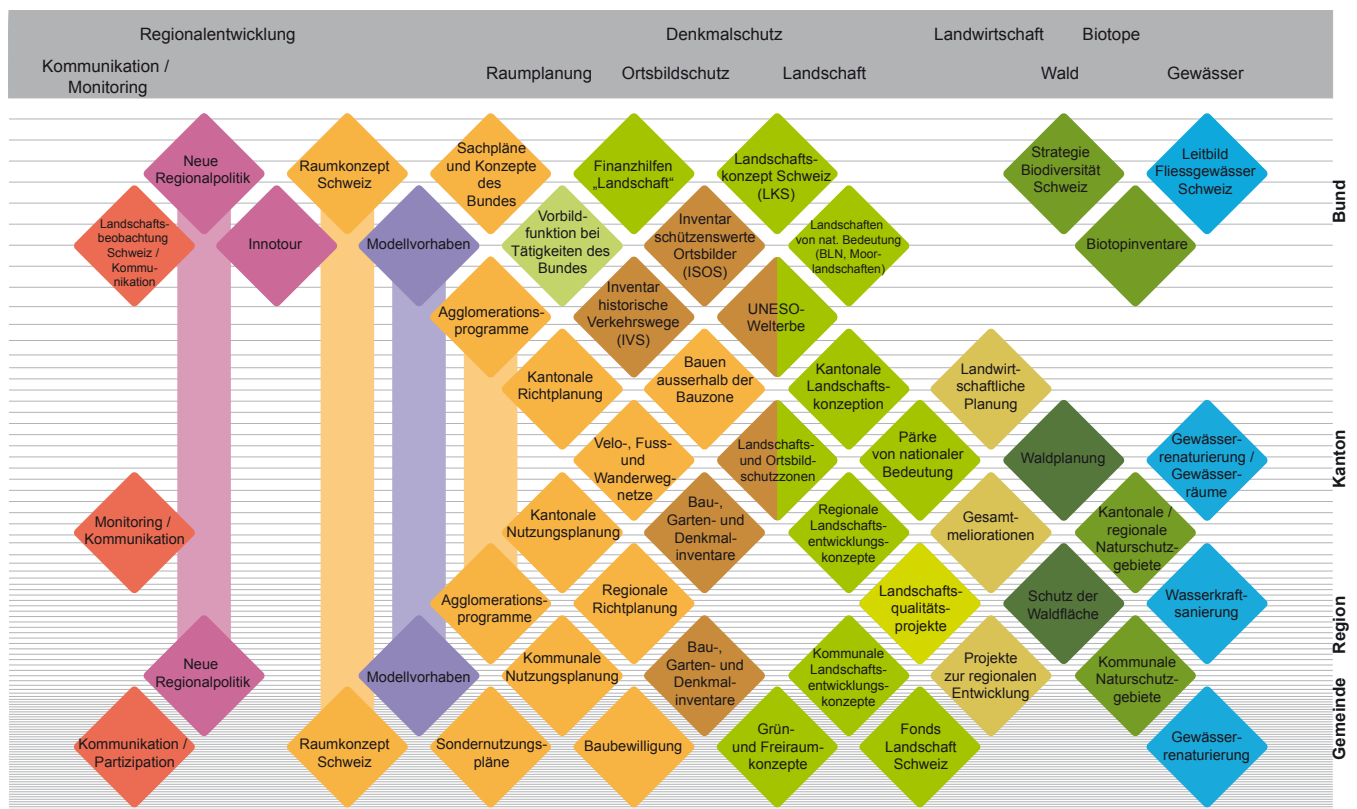 Regionalentwicklung
Denkmalschutz
Landwirtschaft
Biotope
Kommunikation /
Monitoring
Raumplanung
Ortsbildschutz
Landschaft
Wald
Gewässer
Neue
Regionalpolitik
Raumkonzept
Schweiz
Sachpläne
und Konzepte
des
Bundes
Finanzhilfen
„Landschaft“
Landschafts-
konzept Schweiz
(LKS)
Strategie
Biodiversität
Schweiz
Leitbild
Fliessgewässer
Schweiz
Bund
Landschafts-
beobachtung
Schweiz /
Kommu-
nikation
Innotour
Modellvorhaben
Vorbild-
funktion bei
Tätigkeiten des
Bundes
Inventar
schützenswerte
Ortsbilder
(ISOS)
Landschaften
von nat. Bedeutung
(BLN, Moor-
landschaften)
Biotopinventare
Agglomerations-
programme
Inventar
historische
Verkehrswege
(IVS)
UNESO-
Welterbe
Kantonale
Richtplanung
Bauen
ausserhalb der
Bauzone
Kantonale
Landschafts-
konzeption
Landwirt-
schaftliche
Planung
Velo-, Fuss-
und
Wanderweg-
netze
Landschafts-
und Ortsbild-
schutzzonen
Pärke
von nationaler
Bedeutung
Waldplanung
Gewässer-
renaturierung /
Gewässer-
räume
Kanton
Monitoring /
Kommunikation
Kantonale
Nutzungsplanung
Bau-,
Garten- und
Denkmal-
inventare
Regionale
Landschafts-
entwicklungs-
konzepte
Gesamt-
meliorationen
Kantonale /
regionale
Naturschutz-
gebiete
Agglomerations-
programme
Regionale
Richtplanung
Landschafts-
qualitäts-
projekte
Schutz der
Waldfläche
Wasserkraft-
sanierung
Region
Neue
Regionalpolitik
Modellvorhaben
Kommunale
Nutzungsplanung
Bau-,
Garten- und
Denkmal-
inventare
Kommunale
Landschafts-
entwicklungs-
konzepte
Projekte
zur regionalen
Entwicklung
Kommunale
Naturschutz-
gebiete
Gemeinde
Kommunikation /
Partizipation
Raumkonzept
Schweiz
Sondernutzungs-
pläne
Baubewilligung
Grün-
und Freiraum-
konzepte
Fonds
Landschaft
Schweiz
Gewässer-
renaturierung